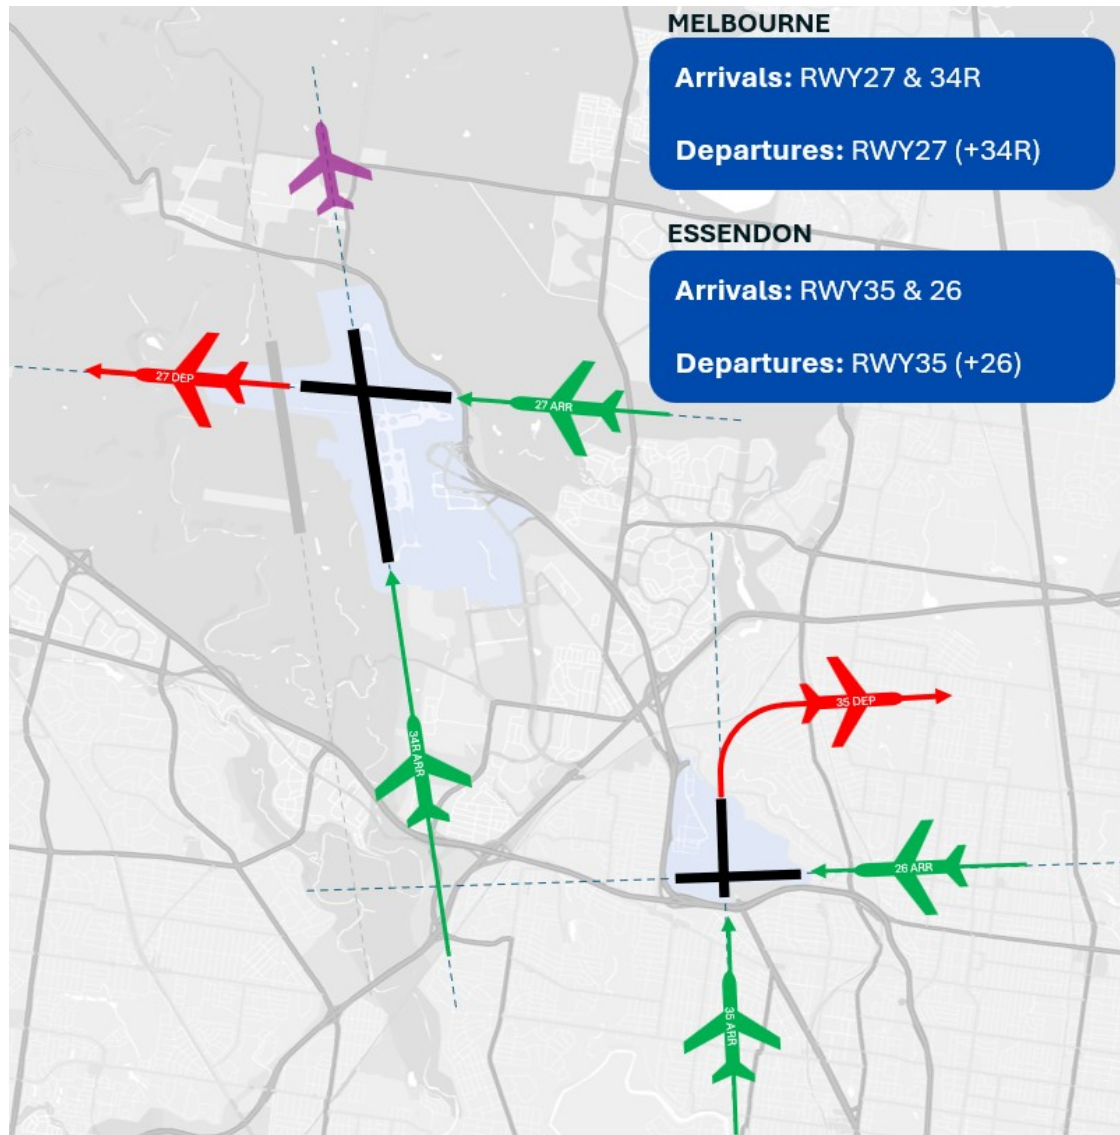 MELBOURNE
Arrivals: RWY27 & 34R
Departures: RWY27 (+34R)
ESSENDON
Arrivals: RWY35 & 26
Departures: RWY35 (+26)
27 DEP
27 ARR
34R ARR
35 DEP
26 ARR
35 ARR